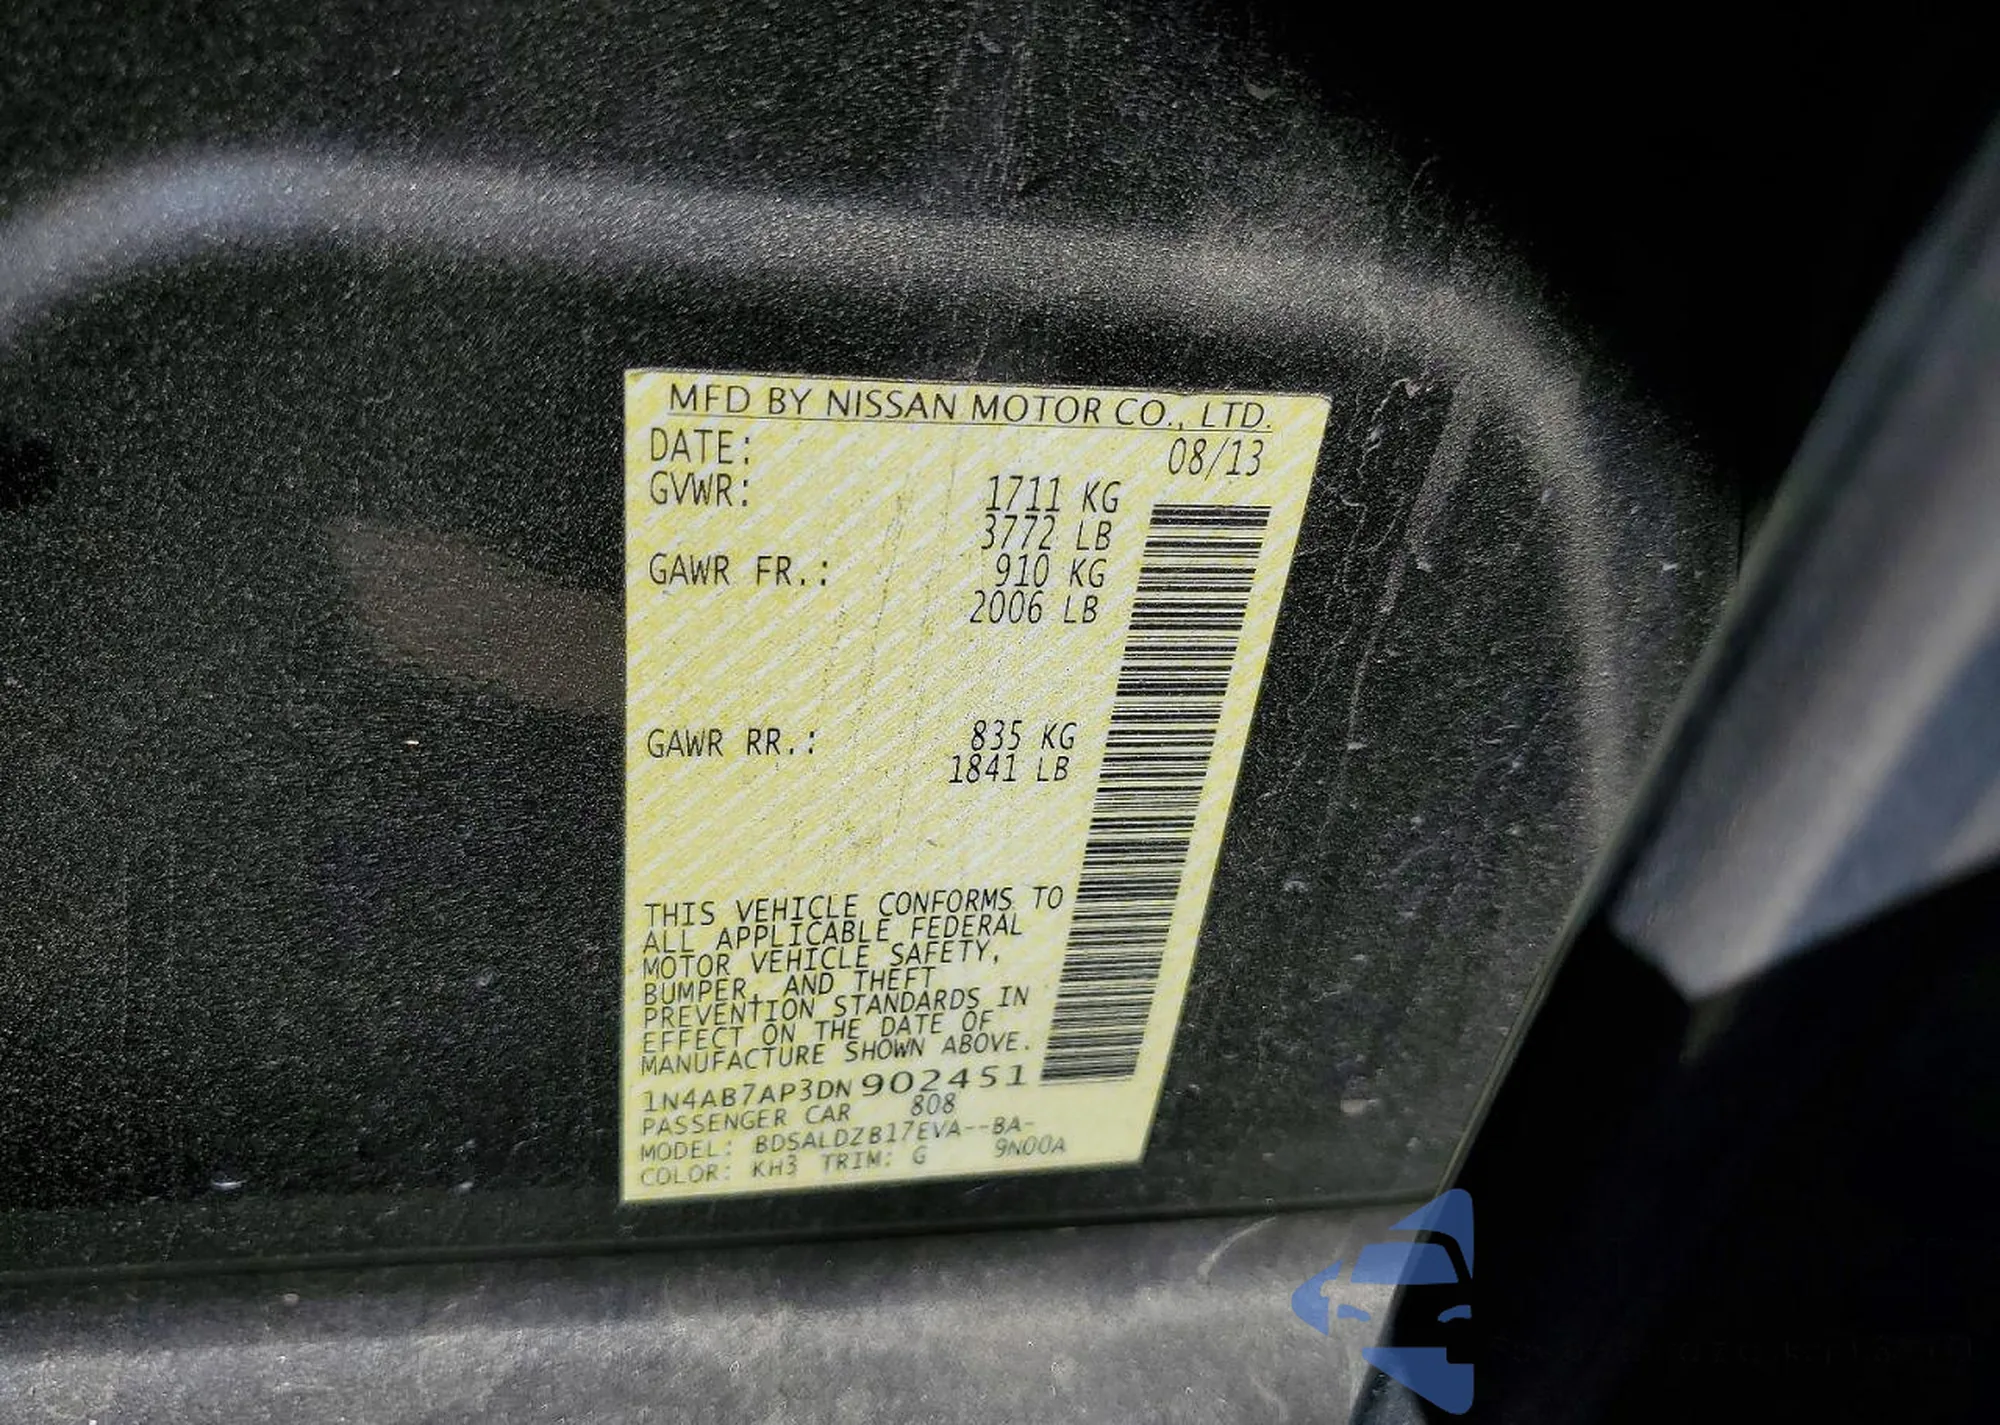 MFD BY NISSAN MOTOR CO., LTD.
DATE: 08/13
GVWR: 1711 KG
3772 LB
GAWR FR.: 910 KG
2006 LB
GAWR RR.: 835 KG
1841 LB
THIS VEHICLE CONFORMS TO
ALL APPLICABLE FEDERAL
MOTOR VEHICLE SAFETY,
BUMPER, AND THEFT
PREVENTION STANDARDS IN
EFFECT ON THE DATE OF
MANUFACTURE SHOWN ABOVE.
1N4AB7AP3DN902451
PASSENGER CAR 808
MODEL: BDSALDZB17EVA--BA-
COLOR: KH3 TRIM: G 9N00A